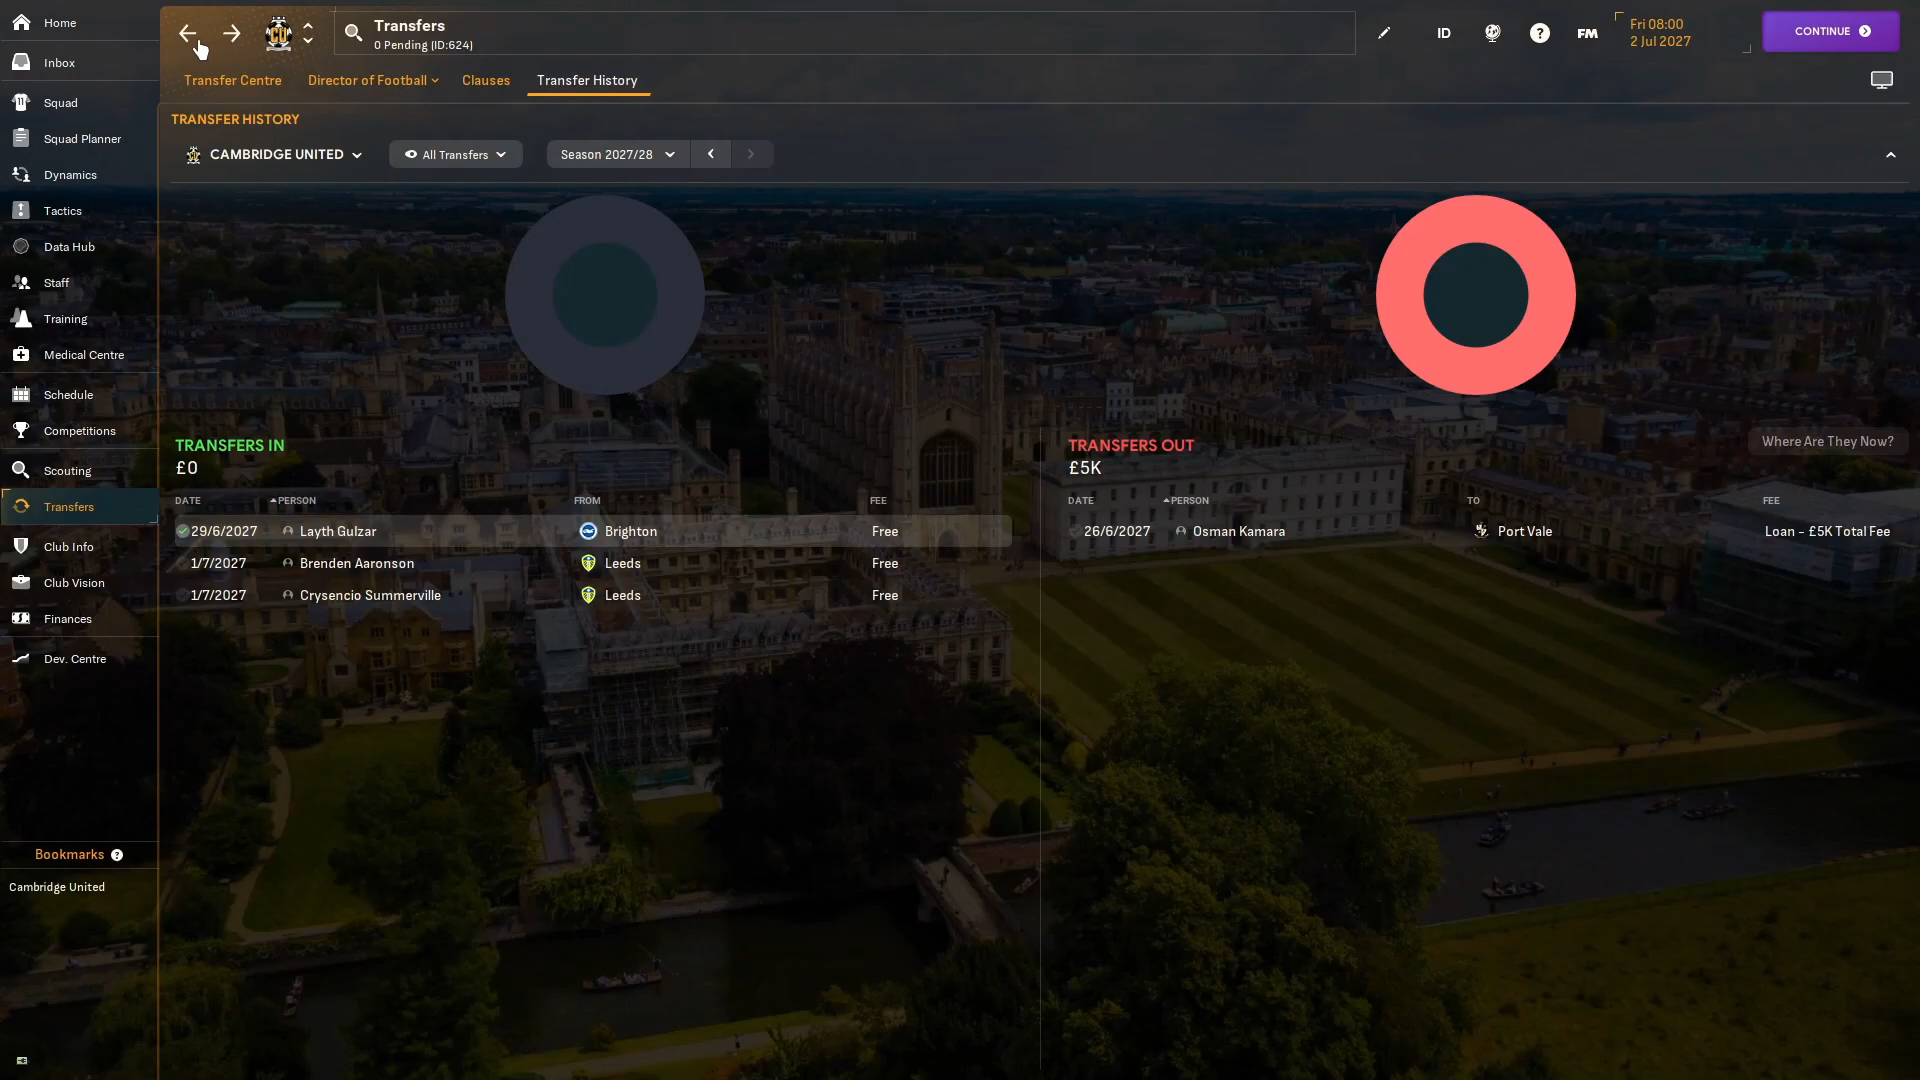 Home
Inbox
Squad
Squad Planner
Dynamics
Tactics
Data Hub
Staff
Training
Medical Centre
Schedule
Competitions
Scouting
Transfers
Club Info
Club Vision
Finances
Dev. Centre
Bookmarks ?
Cambridge United
CU
Transfers
0 Pending (ID:624)
ID
?
FM
Fri 08:00
2 Jul 2027
CONTINUE
Transfer Centre
Director of Football
Clauses
Transfer History
TRANSFER HISTORY
CAMBRIDGE UNITED
All Transfers
Season 2027/28
TRANSFERS IN
£0
DATE PERSON FROM FEE
29/6/2027 Layth Gulzar Brighton Free
1/7/2027 Brenden Aaronson Leeds Free
1/7/2027 Crysencio Summerville Leeds Free
TRANSFERS OUT
£5K
Where Are They Now?
DATE PERSON TO FEE
26/6/2027 Osman Kamara Port Vale Loan - £5K Total Fee